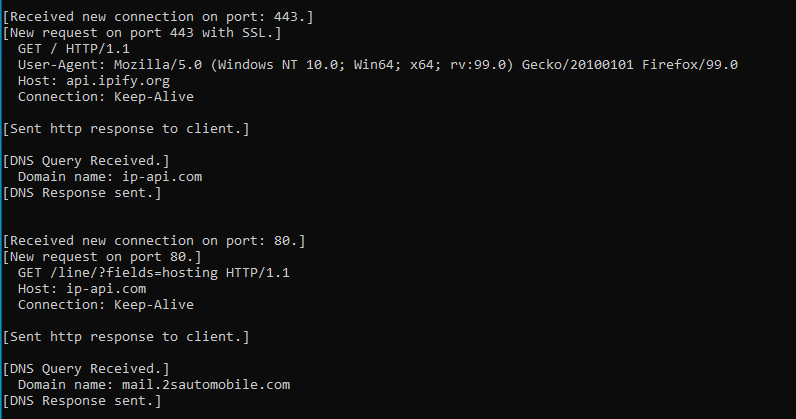 [Received new connection on port: 443.]
[New request on port 443 with SSL.]
GET / HTTP/1.1
User-Agent: Mozilla/5.0 (Windows NT 10.0; Win64; x64; rv:99.0) Gecko/20100101 Firefox/99.0
Host: api.ipify.org
Connection: Keep-Alive
[Sent http response to client.]
[DNS Query Received.]
Domain name: ip-api.com
[DNS Response sent.]
[Received new connection on port: 80.]
[New request on port 80.]
GET /line/?fields=hosting HTTP/1.1
Host: ip-api.com
Connection: Keep-Alive
[Sent http response to client.]
[DNS Query Received.]
Domain name: mail.2sautomobile.com
[DNS Response sent.]